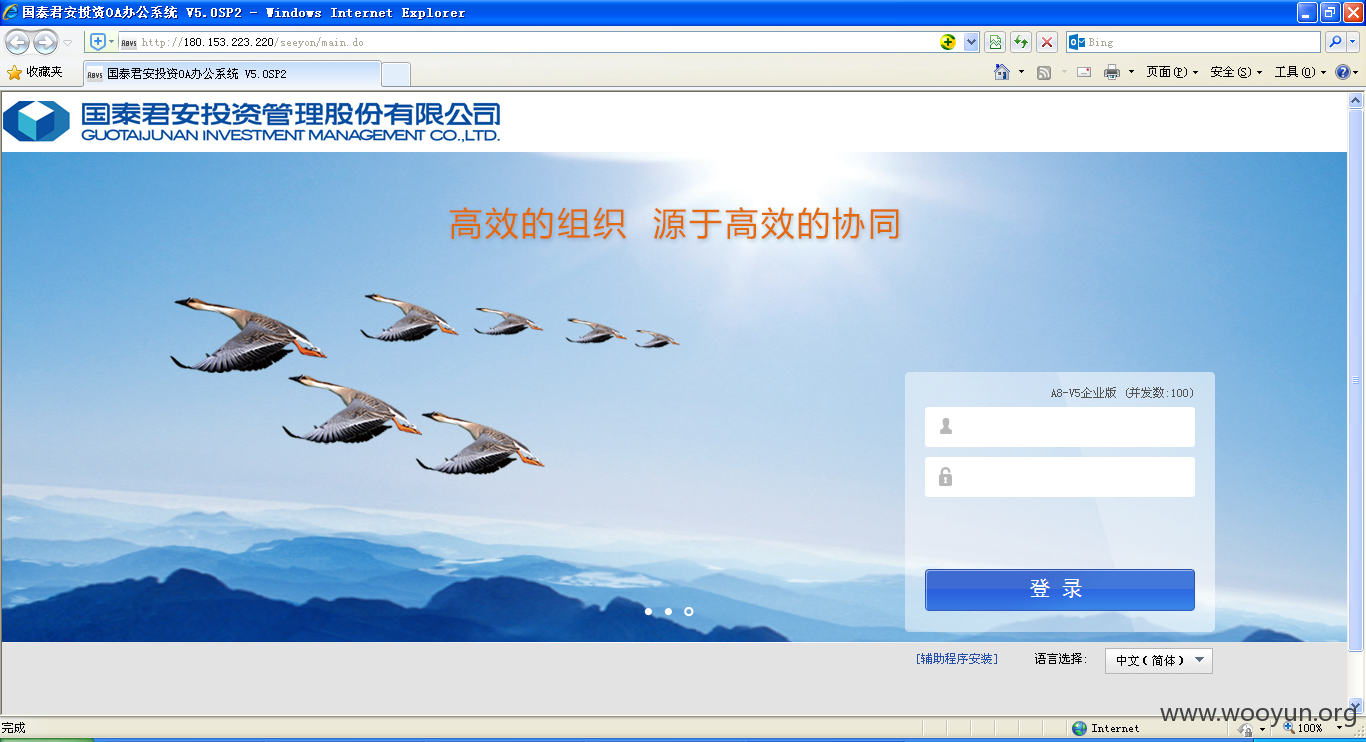 国泰君安投资OA办公系统 V5.0SP2 - Windows Internet Explorer
http://180.153.223.220/seeyon/main.do
Bing
收藏夹
国泰君安投资OA办公系统 V5.0SP2
页面(P)
安全(S)
工具(O)
国泰君安投资管理股份有限公司
GUOTAIJUNAN INVESTMENT MANAGEMENT CO.,LTD.
高效的组织 源于高效的协同
A8-V5企业版 (并发数:100)
登 录
[辅助程序安装]
语言选择:
中文(简体)
www.wooyun.org
完成
Internet
100%